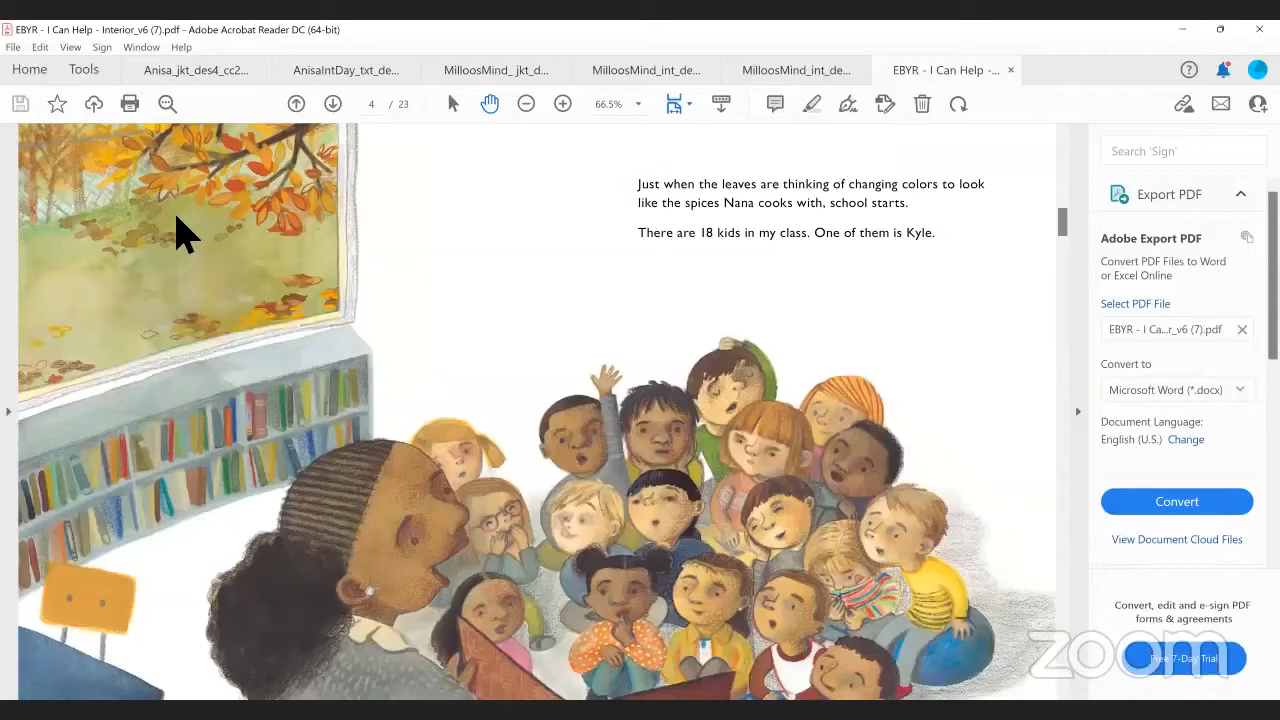 EBYR - I Can Help - Interior_v6 (7).pdf - Adobe Acrobat Reader DC (64-bit)
File Edit View Sign Window Help
Home Tools Anisa_jkt_des4_cc2... AnisaIntDay_txt_de... MilloosMind_ jkt_d... MilloosMind_int_de... MilloosMind_int_de... EBYR - I Can Help -...
4 / 23 66.5%
Just when the leaves are thinking of changing colors to look
like the spices Nana cooks with, school starts.
There are 18 kids in my class. One of them is Kyle.
Search 'Sign'
Export PDF
Adobe Export PDF
Convert PDF Files to Word
or Excel Online
Select PDF File
EBYR - I Ca...r_v6 (7).pdf
Convert to
Microsoft Word (*.docx)
Document Language:
English (U.S.) Change
Convert
View Document Cloud Files
Convert, edit and e-sign PDF
forms & agreements
Free 7-Day Trial
zoom